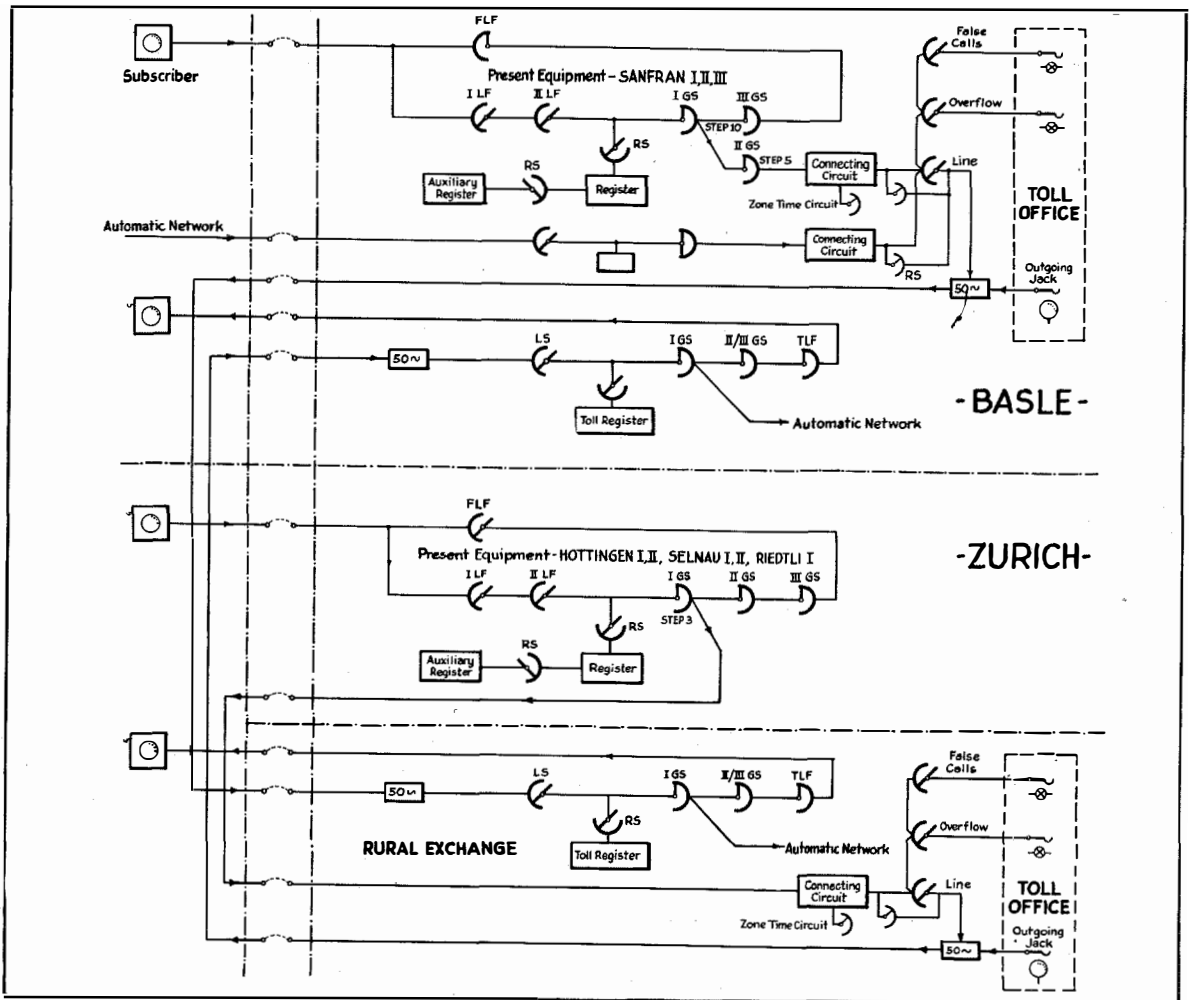 FLF
False
Calls
Subscriber
Present Equipment - SANFRAN I,II,III
I LF
II LF
I GS
III GS
Overflow
STEP 10
RS
II GS
STEP 5
Connecting
Circuit
Line
Auxiliary
Register
RS
Register
Zone Time Circuit
TOLL
OFFICE
Automatic Network
Connecting
Circuit
RS
Outgoing
Jack
50~
LS
I GS
II/III GS
TLF
50~
Toll Register
Automatic Network
-BASLE-
FLF
Present Equipment-HOTTINGEN I,II, SELNAU I,II, RIEDTLI I
-ZURICH-
I LF
II LF
I GS
II GS
III GS
STEP 3
RS
RS
Auxiliary
Register
Register
False
Calls
LS
I GS
II/III GS
TLF
50~
RS
Overflow
RURAL EXCHANGE
Toll Register
Automatic Network
Connecting
Circuit
Line
TOLL
OFFICE
Zone Time Circuit
Outgoing
Jack
50~